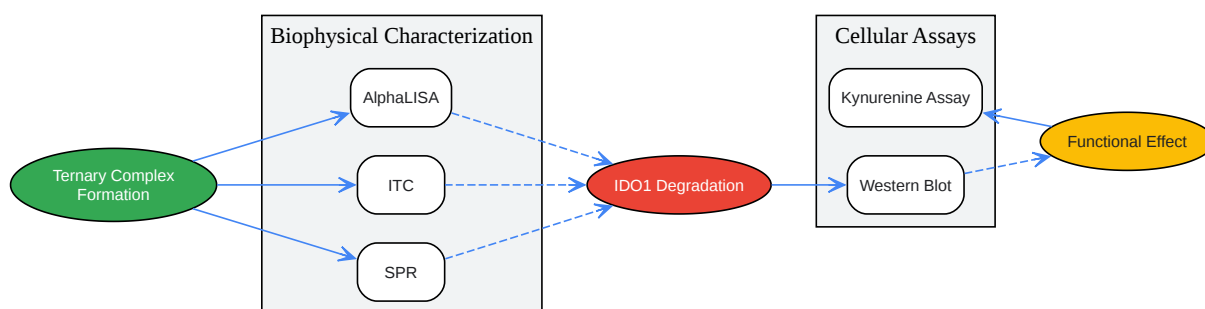 Biophysical Characterization
Cellular Assays
AlphaLISA
Kynurenine Assay
Ternary Complex
Formation
ITC
IDO1 Degradation
Western Blot
Functional Effect
SPR